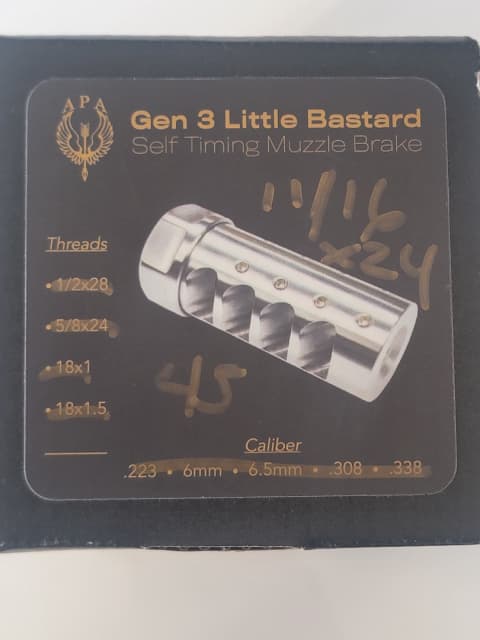 APA
Gen 3 Little Bastard
Self Timing Muzzle Brake
11/16
x24
Threads
• 1/2x28
• 5/8x24
• 18x1
• 18x1.5
45
Caliber
.223 • 6mm • 6.5mm • .308 • .338